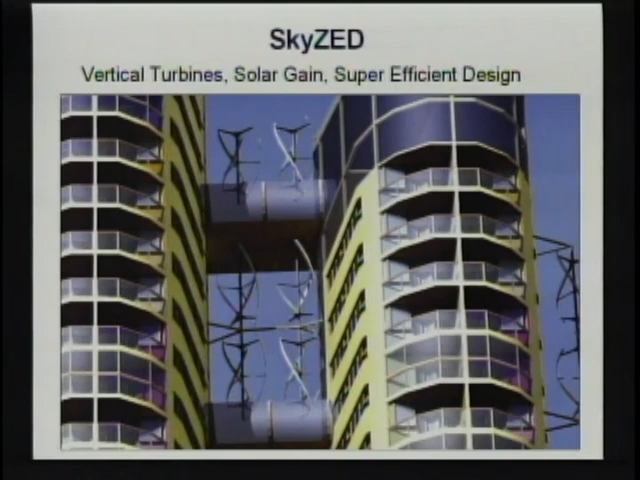 SkyZED
Vertical Turbines, Solar Gain, Super Efficient Design